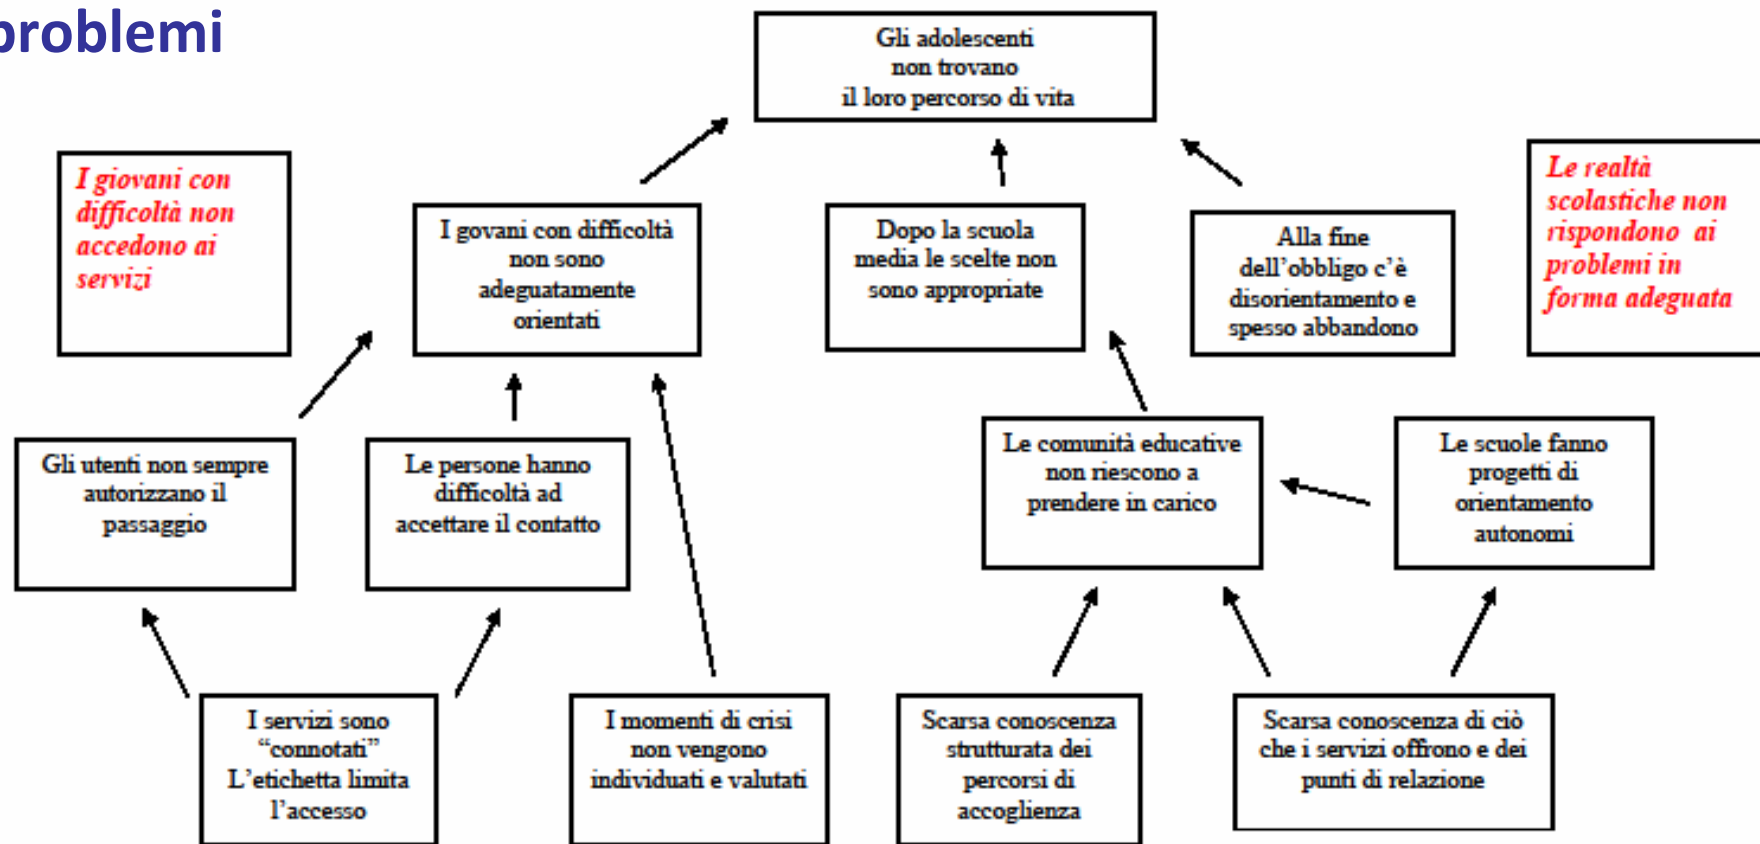 problemi
Gli adolescenti
non trovano
il loro percorso di vita
I giovani con
difficoltà non
accedono ai
servizi
I govani con difficoltà
non sono
adeguatamente
orientati
Dopo la scuola
media le scelte non
sono appropriate
Alla fine
dell’obbligo c’è
disorientamento e
spesso abbandono
Le realtà
scolastiche non
rispondono ai
problemi in
forma adeguata
Gli utenti non sempre
autorizzano il
passaggio
Le persone hanno
difficoltà ad
accettare il contatto
Le comunità educative
non riescono a
prendere in carico
Le scuole fanno
progetti di
orientamento
autonomi
I servizi sono
“connotati”
L’etichetta limita
l’accesso
I momenti di crisi
non vengono
individuati e valutati
Scarsa conoscenza
strutturata dei
percorsi di
accoglienza
Scarsa conoscenza di ciò
che i servizi offrono e dei
punti di relazione